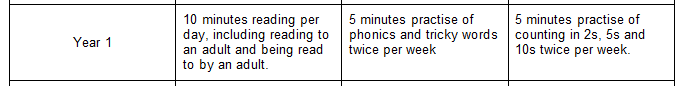 Year 1
10 minutes reading per
day, including reading to
an adult and being read
to by an adult.
5 minutes practise of
phonics and tricky words
twice per week
5 minutes practise of
counting in 2s, 5s and
10s twice per week.